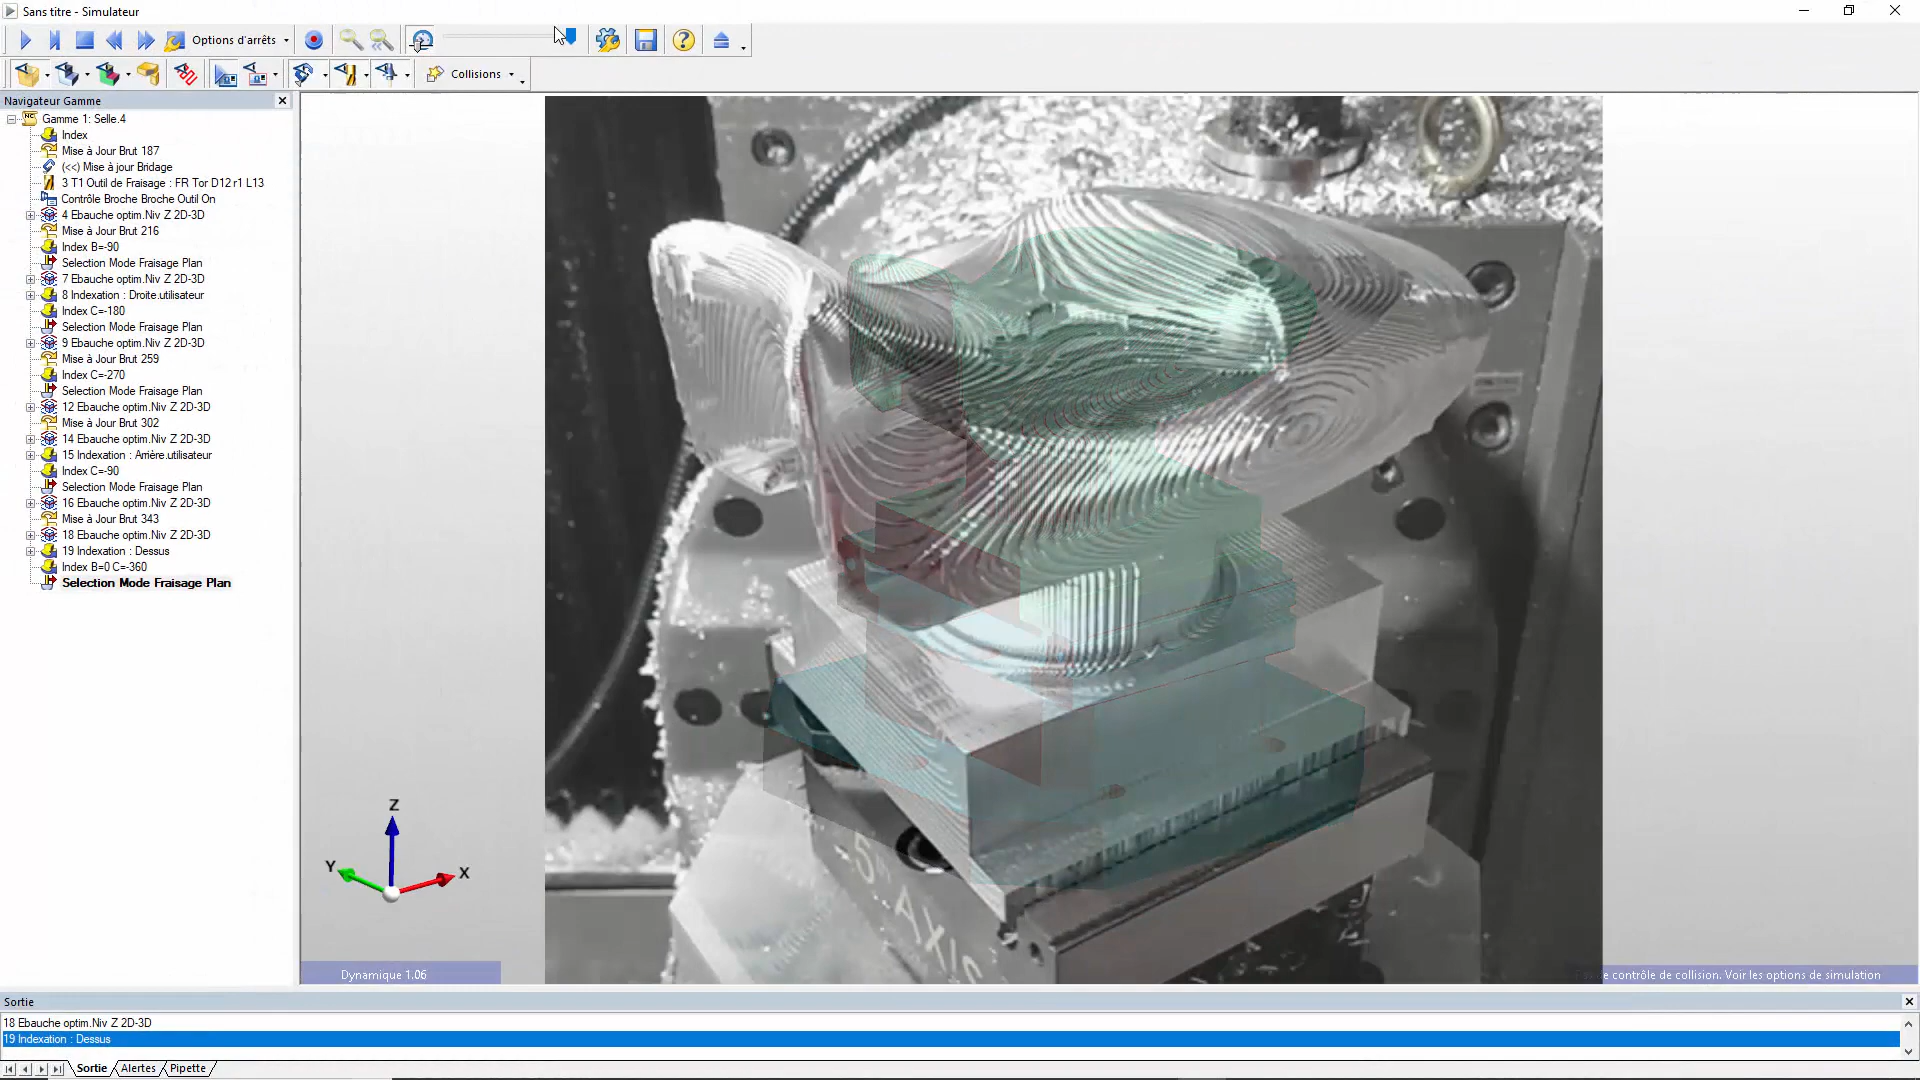 Sans titre - Simulateur
Options d'arrêts
Collisions
Navigateur Gamme
Gamme 1: Selle.4
Index
Mise à Jour Brut 187
(<<) Mise à jour Bridage
3 T1 Outil de Fraisage : FR Tor D12 r1 L13
Contrôle Broche Broche Outil On
4 Ebauche optim.Niv Z 2D-3D
Mise à Jour Brut 216
Index B=-90
Selection Mode Fraisage Plan
7 Ebauche optim.Niv Z 2D-3D
8 Indexation : Droite.utilisateur
Index C=-180
Selection Mode Fraisage Plan
9 Ebauche optim.Niv Z 2D-3D
Mise à Jour Brut 259
Index C=-270
Selection Mode Fraisage Plan
12 Ebauche optim.Niv Z 2D-3D
Mise à Jour Brut 302
14 Ebauche optim.Niv Z 2D-3D
15 Indexation : Arrière.utilisateur
Index C=-90
Selection Mode Fraisage Plan
16 Ebauche optim.Niv Z 2D-3D
Mise à Jour Brut 343
18 Ebauche optim.Niv Z 2D-3D
19 Indexation : Dessus
Index B=0 C=-360
Selection Mode Fraisage Plan
Z
Y
X
5 AXIS
Dynamique 1.06
contrôle de collision. Voir les options de simulation
Sortie
18 Ebauche optim.Niv Z 2D-3D
19 Indexation : Dessus
Sortie
Alertes
Pipette